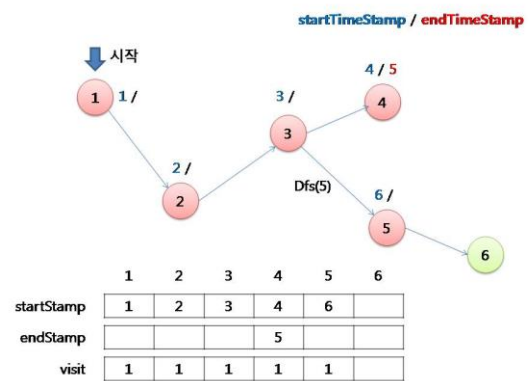 startTimeStamp / endTimeStamp
시작
1
1 /
2 /
2
3 /
3
4 / 5
4
Dfs(5)
6 /
5
6
1 2 3 4 5 6
startStamp 1 2 3 4 6
endStamp 5
visit 1 1 1 1 1